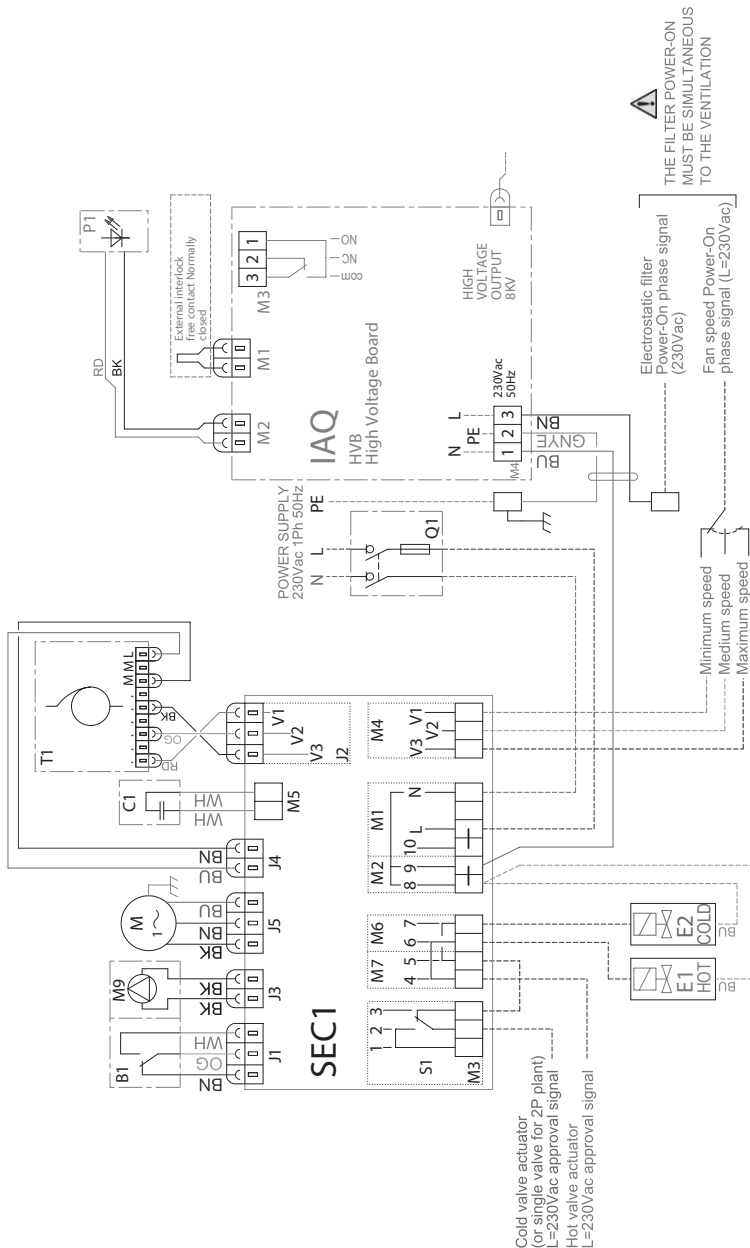 T1
M M L
RD
OG
BK
C1
WH
WH
M5
BU
BN
J4
M
1~
BK
BN
BU
J5
M9
BK
BK
J3
B1
BN
OG
WH
J1
V3
V2
V1
J2
SEC1
S1
1 2 3
M3
M7
M6
4 5 6 7
M2
M1
8 9 10 L
N
M4
V3 V2 V1
Cold valve actuator
(or single valve for 2P plant)
L=230Vac approval signal
Hot valve actuator
L=230Vac approval signal
E1
HOT
BU
E2
COLD
BU
Minimum speed
Medium speed
Maximum speed
POWER SUPPLY
230Vac 1Ph 50Hz
N L PE
Q1
P1
RD
BK
External interlock
free contact Normally
closed
M2
M1
M3
3 2 1
com
NC
NO
IAQ
HVB
High Voltage Board
HIGH
VOLTAGE
OUTPUT
8KV
N PE L
230Vac
50Hz
1 2 3
M4
BU
GNYE
BN
Electrostatic filter
Power-On phase signal
(230Vac)
Fan speed Power-On
phase signal (L=230Vac)
THE FILTER POWER-ON
MUST BE SIMULTANEOUS
TO THE VENTILATION